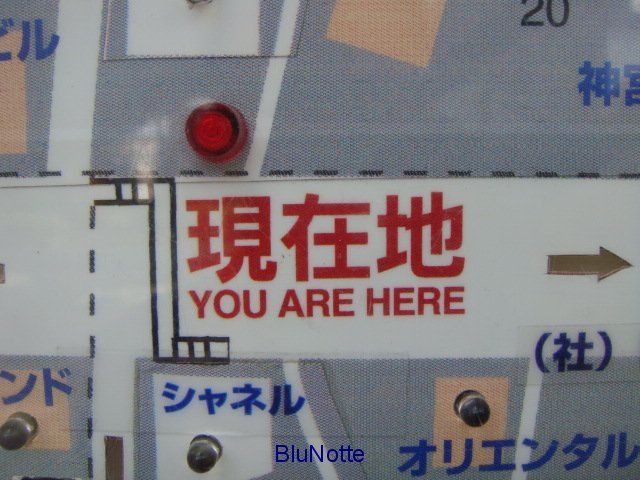 20
ビル
神宮
現在地
YOU ARE HERE
(社)
ンド
シャネル
オリエンタル
BluNotte